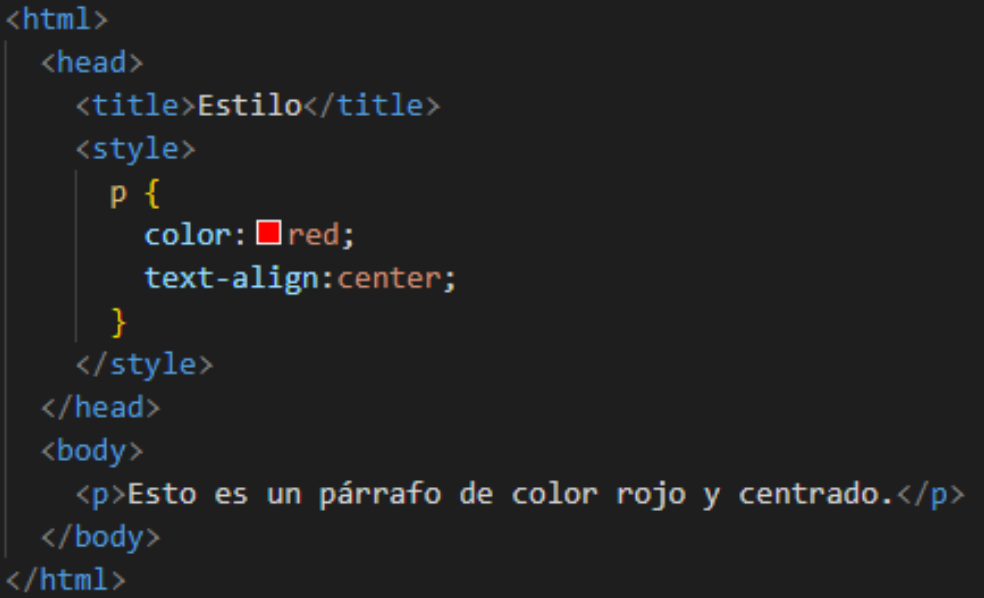 <html>
<head>
<title>Estilo</title>
<style>
p {
color: red;
text-align:center;
}
</style>
</head>
<body>
<p>Esto es un párrafo de color rojo y centrado.</p>
</body>
</html>